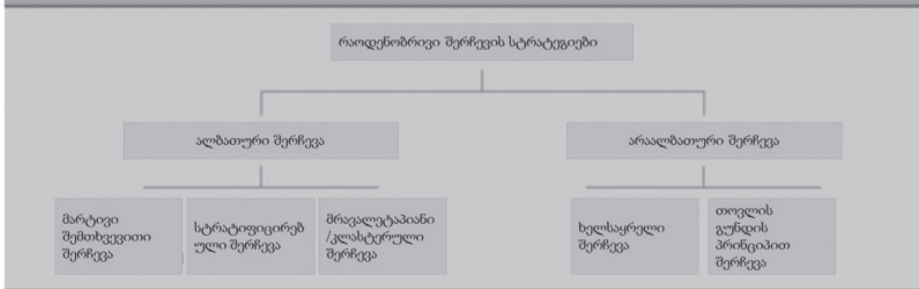 რაოდენობრივი შერჩევის სტრატეგიები
ალბათური შერჩევა
არაალბათური შერჩევა
მარტივი
შემთხვევითი
შერჩევა
სტრატიფიცირებ
ული შერჩევა
მრავალეტაპიანი
/კლასტერული
შერჩევა
ხელსაყრელი
შერჩევა
თოვლის
გუნდის
პრინციპით
შერჩევა